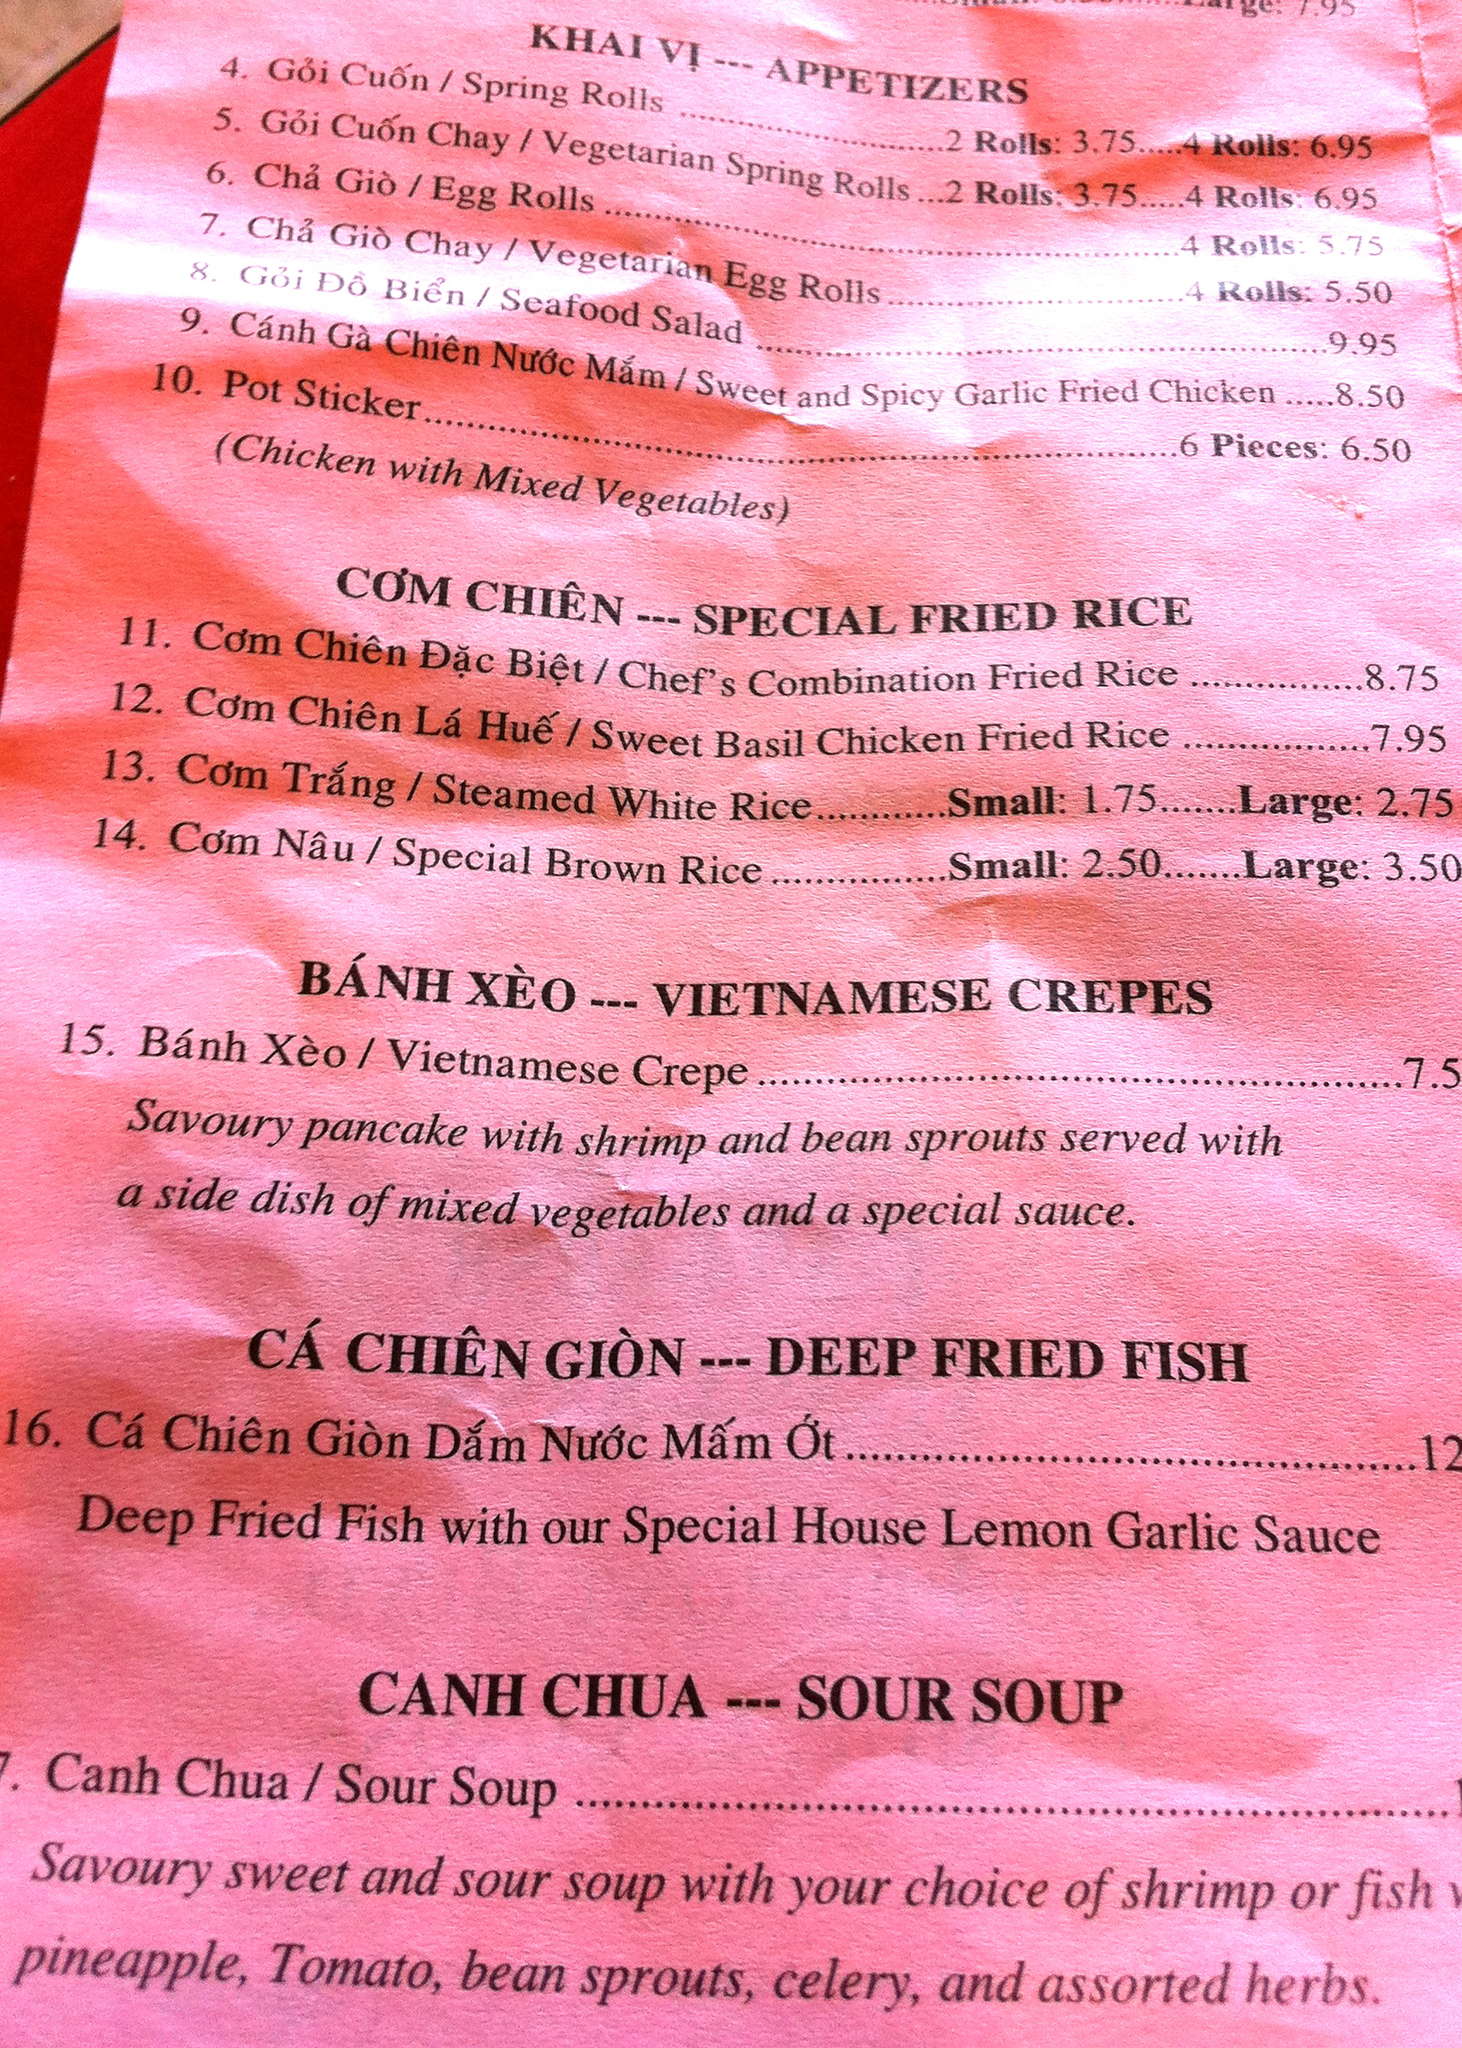 Large: 7.95
KHAI VỊ --- APPETIZERS
4. Gỏi Cuốn / Spring Rolls ........................2 Rolls: 3.75.....4 Rolls: 6.95
5. Gỏi Cuốn Chay / Vegetarian Spring Rolls ...2 Rolls: 3.75.....4 Rolls: 6.95
6. Chả Giò / Egg Rolls ......................................................4 Rolls: 5.75
7. Chả Giò Chay / Vegetarian Egg Rolls...........................4 Rolls: 5.50
8. Gỏi Đồ Biển / Seafood Salad .....................................................9.95
9. Cánh Gà Chiên Nước Mắm / Sweet and Spicy Garlic Fried Chicken .....8.50
10. Pot Sticker......................................................................6 Pieces: 6.50
(Chicken with Mixed Vegetables)
CƠM CHIÊN --- SPECIAL FRIED RICE
11. Cơm Chiên Đặc Biệt / Chef's Combination Fried Rice ................8.75
12. Cơm Chiên Lá Huế / Sweet Basil Chicken Fried Rice .................7.95
13. Cơm Trắng / Steamed White Rice............Small: 1.75.......Large: 2.75
14. Cơm Nâu / Special Brown Rice ................Small: 2.50.......Large: 3.50
BÁNH XÈO --- VIETNAMESE CREPES
15. Bánh Xèo / Vietnamese Crepe ..........................................................7.5
Savoury pancake with shrimp and bean sprouts served with
a side dish of mixed vegetables and a special sauce.
CÁ CHIÊN GIÒN --- DEEP FRIED FISH
16. Cá Chiên Giòn Dắm Nước Mấm Ớt ..............................................12
Deep Fried Fish with our Special House Lemon Garlic Sauce
CANH CHUA --- SOUR SOUP
7. Canh Chua / Sour Soup ....................................................................
Savoury sweet and sour soup with your choice of shrimp or fish
pineapple, Tomato, bean sprouts, celery, and assorted herbs.